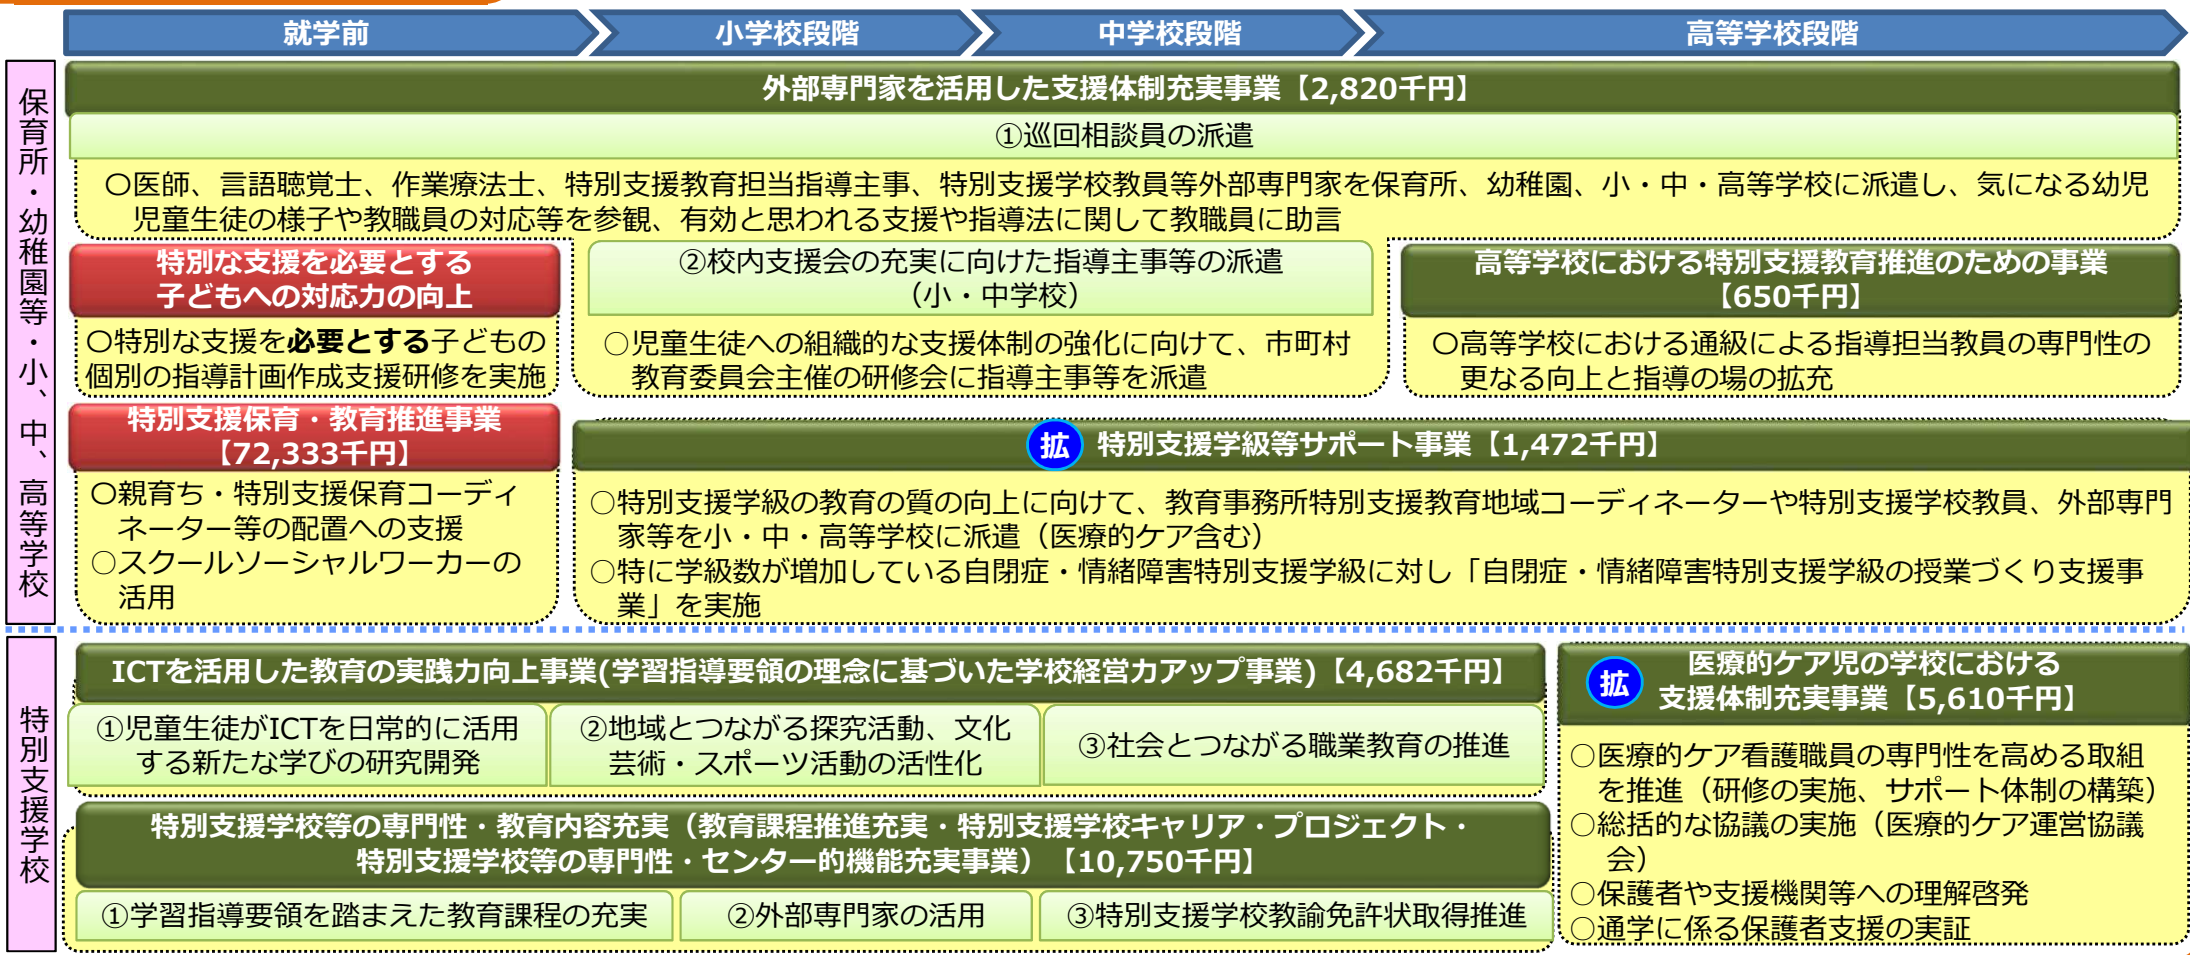 就学前
小学校段階
中学校段階
高等学校段階
保育所・幼稚園等・小、中、高等学校
外部専門家を活用した支援体制充実事業【2,820千円】
①巡回相談員の派遣
〇医師、言語聴覚士、作業療法士、特別支援教育担当指導主事、特別支援学校教員等外部専門家を保育所、幼稚園、小・中・高等学校に派遣し、気になる幼児
児童生徒の様子や教職員の対応等を参観、有効と思われる支援や指導法に関して教職員に助言
特別な支援を必要とする
子どもへの対応力の向上
〇特別な支援を必要とする子どもの
個別の指導計画作成支援研修を実施
②校内支援会の充実に向けた指導主事等の派遣
（小・中学校）
○児童生徒への組織的な支援体制の強化に向けて、市町村
教育委員会主催の研修会に指導主事等を派遣
高等学校における特別支援教育推進のための事業
【650千円】
〇高等学校における通級による指導担当教員の専門性の
更なる向上と指導の場の拡充
特別支援保育・教育推進事業
【72,333千円】
〇親育ち・特別支援保育コーディ
ネーター等の配置への支援
○スクールソーシャルワーカーの
活用
拡 特別支援学級等サポート事業【1,472千円】
○特別支援学級の教育の質の向上に向けて、教育事務所特別支援教育地域コーディネーターや特別支援学校教員、外部専門
家等を小・中・高等学校に派遣（医療的ケア含む）
○特に学級数が増加している自閉症・情緒障害特別支援学級に対し「自閉症・情緒障害特別支援学級の授業づくり支援事
業」を実施
特別支援学校
ICTを活用した教育の実践力向上事業(学習指導要領の理念に基づいた学校経営力アップ事業)【4,682千円】
①児童生徒がICTを日常的に活用
する新たな学びの研究開発
②地域とつながる探究活動、文化
芸術・スポーツ活動の活性化
③社会とつながる職業教育の推進
特別支援学校等の専門性・教育内容充実（教育課程推進充実・特別支援学校キャリア・プロジェクト・
特別支援学校等の専門性・センター的機能充実事業）【10,750千円】
①学習指導要領を踏まえた教育課程の充実
②外部専門家の活用
③特別支援学校教諭免許状取得推進
拡 医療的ケア児の学校における
支援体制充実事業【5,610千円】
○医療的ケア看護職員の専門性を高める取組
を推進（研修の実施、サポート体制の構築）
○総括的な協議の実施（医療的ケア運営協議
会）
○保護者や支援機関等への理解啓発
○通学に係る保護者支援の実証